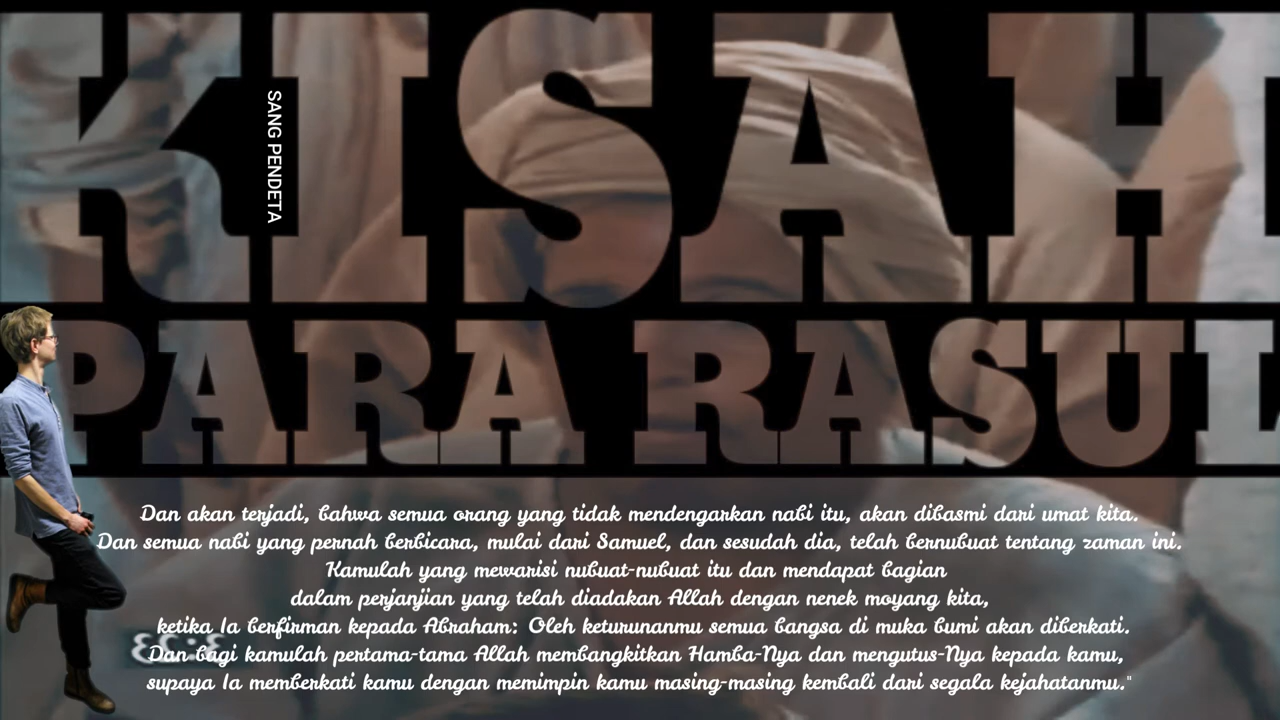 KISAH
SANG PENDETA
PARA RASUL
Dan akan terjadi, bahwa semua orang yang tidak mendengarkan nabi itu, akan dibasmi dari umat kita.
Dan semua nabi yang pernah berbicara, mulai dari Samuel, dan sesudah dia, telah bernubuat tentang zaman ini.
Kamulah yang mewarisi nubuat-nubuat itu dan mendapat bagian
dalam perjanjian yang telah diadakan Allah dengan nenek moyang kita,
ketika Ia berfirman kepada Abraham: Oleh keturunanmu semua bangsa di muka bumi akan diberkati.
Dan bagi kamulah pertama-tama Allah membangkitkan Hamba-Nya dan mengutus-Nya kepada kamu,
supaya Ia memberkati kamu dengan memimpin kamu masing-masing kembali dari segala kejahatanmu."